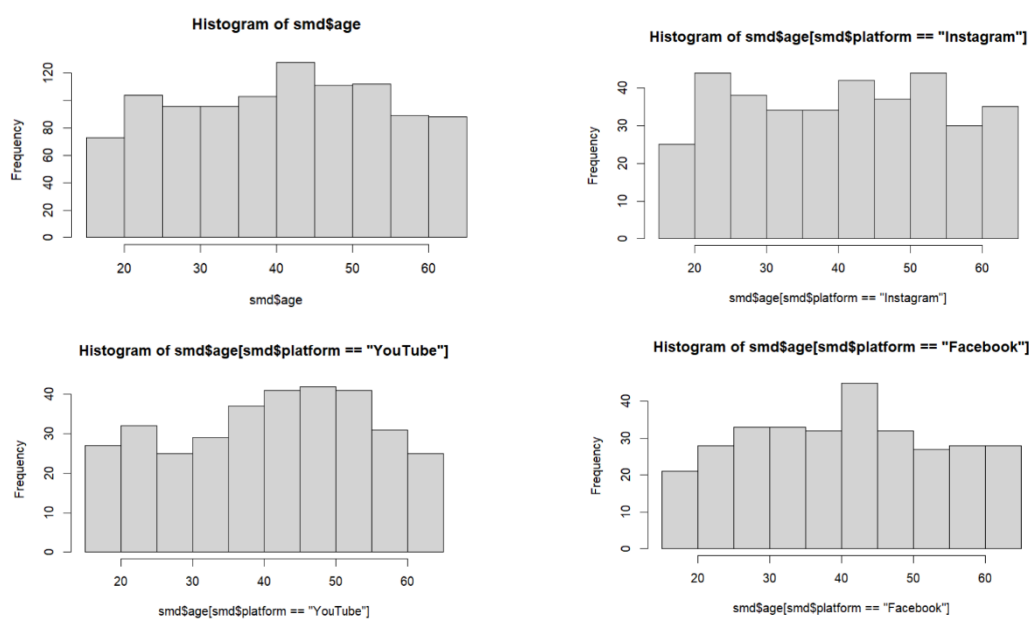 Histogram of smd$age
Frequency
0 20 40 60 80 120
20 30 40 50 60
smd$age
Histogram of smd$age[smd$platform == "Instagram"]
Frequency
0 10 20 30 40
20 30 40 50 60
smd$age[smd$platform == "Instagram"]
Histogram of smd$age[smd$platform == "YouTube"]
Frequency
0 10 20 30 40
20 30 40 50 60
smd$age[smd$platform == "YouTube"]
Histogram of smd$age[smd$platform == "Facebook"]
Frequency
0 10 20 30 40
20 30 40 50 60
smd$age[smd$platform == "Facebook"]